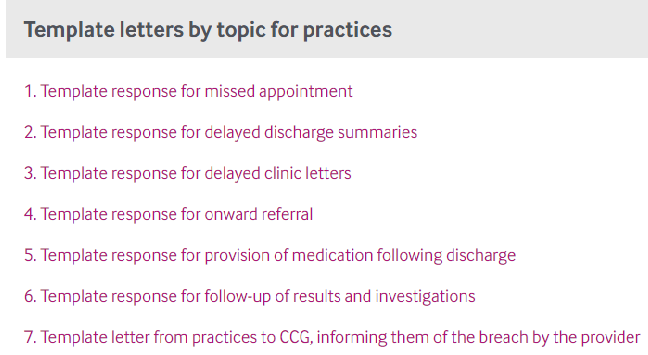 Template letters by topic for practices
1. Template response for missed appointment
2. Template response for delayed discharge summaries
3. Template response for delayed clinic letters
4. Template response for onward referral
5. Template response for provision of medication following discharge
6. Template response for follow-up of results and investigations
7. Template letter from practices to CCG, informing them of the breach by the provider